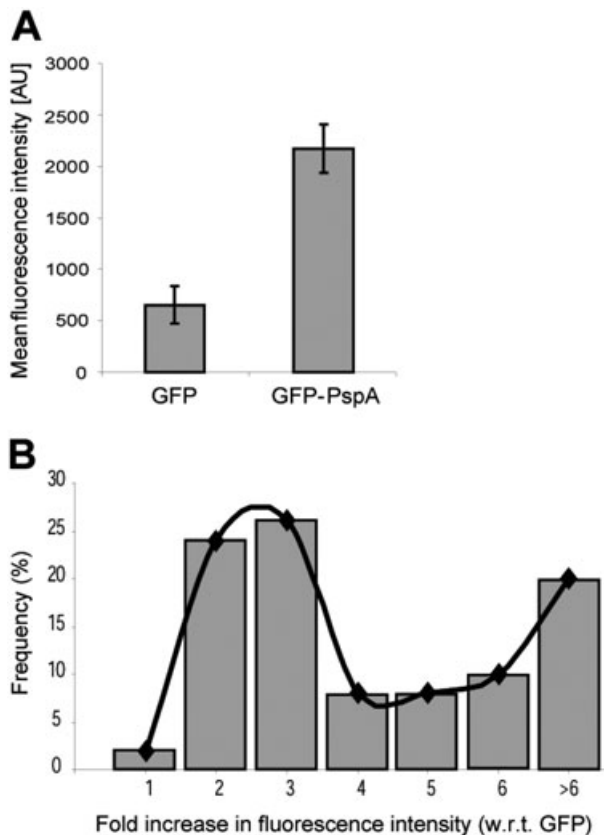 A
Mean fluorescence intensity [AU]
3000
2500
2000
1500
1000
500
0
GFP GFP-PspA
B
Frequency (%)
30
25
20
15
10
5
0
1 2 3 4 5 6 >6
Fold increase in fluorescence intensity (w.r.t. GFP)